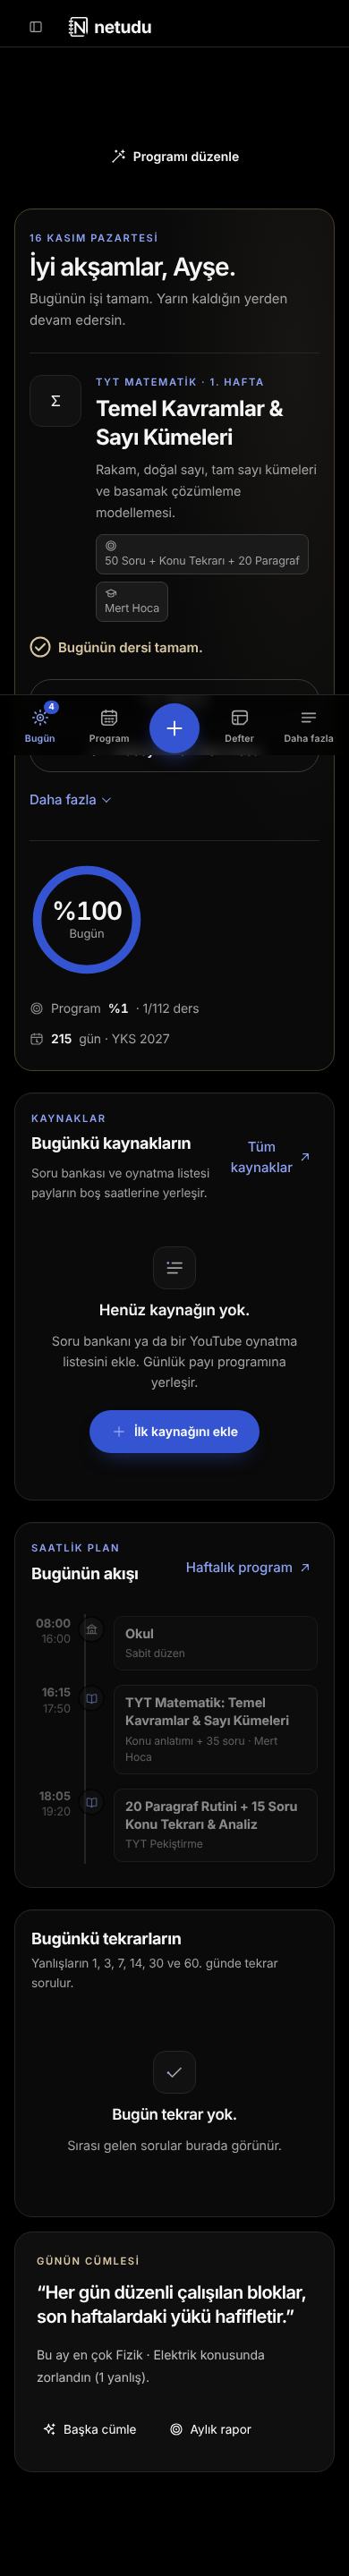 netudu
Programı düzenle
16 KASIM PAZARTESİ
İyi akşamlar, Ayşe.
Bugünün işi tamam. Yarın kaldığın yerden
devam edersin.
TYT MATEMATİK · 1. HAFTA
Σ
Temel Kavramlar &
Sayı Kümeleri
Rakam, doğal sayı, tam sayı kümeleri
ve basamak çözümleme
modellemesi.
50 Soru + Konu Tekrarı + 20 Paragraf
Mert Hoca
Bugünün dersi tamam.
4
Bugün
Program
Defter
Daha fazla
Daha fazla
%100
Bugün
Program %1 · 1/112 ders
215 gün · YKS 2027
KAYNAKLAR
Bugünkü kaynakların
Soru bankası ve oynatma listesi
payların boş saatlerine yerleşir.
Tüm
kaynaklar
Henüz kaynağın yok.
Soru bankanı ya da bir YouTube oynatma
listesini ekle. Günlük payı programına
yerleşir.
İlk kaynağını ekle
SAATLİK PLAN
Bugünün akışı
Haftalık program
08:00
16:00
Okul
Sabit düzen
16:15
17:50
TYT Matematik: Temel
Kavramlar & Sayı Kümeleri
Konu anlatımı + 35 soru · Mert
Hoca
18:05
19:20
20 Paragraf Rutini + 15 Soru
Konu Tekrarı & Analiz
TYT Pekiştirme
Bugünkü tekrarların
Yanlışların 1, 3, 7, 14, 30 ve 60. günde tekrar
sorulur.
Bugün tekrar yok.
Sırası gelen sorular burada görünür.
GÜNÜN CÜMLESİ
“Her gün düzenli çalışılan bloklar,
son haftalardaki yükü hafifletir.”
Bu ay en çok Fizik · Elektrik konusunda
zorlandın (1 yanlış).
Başka cümle
Aylık rapor